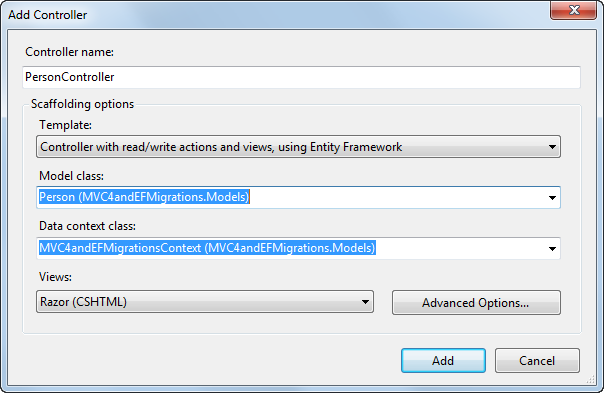 Add Controller
Controller name:
PersonController
Scaffolding options
Template:
Controller with read/write actions and views, using Entity Framework
Model class:
Person (MVC4andEFMigrations.Models)
Data context class:
MVC4andEFMigrationsContext (MVC4andEFMigrations.Models)
Views:
Razor (CSHTML)
Advanced Options...
Add
Cancel